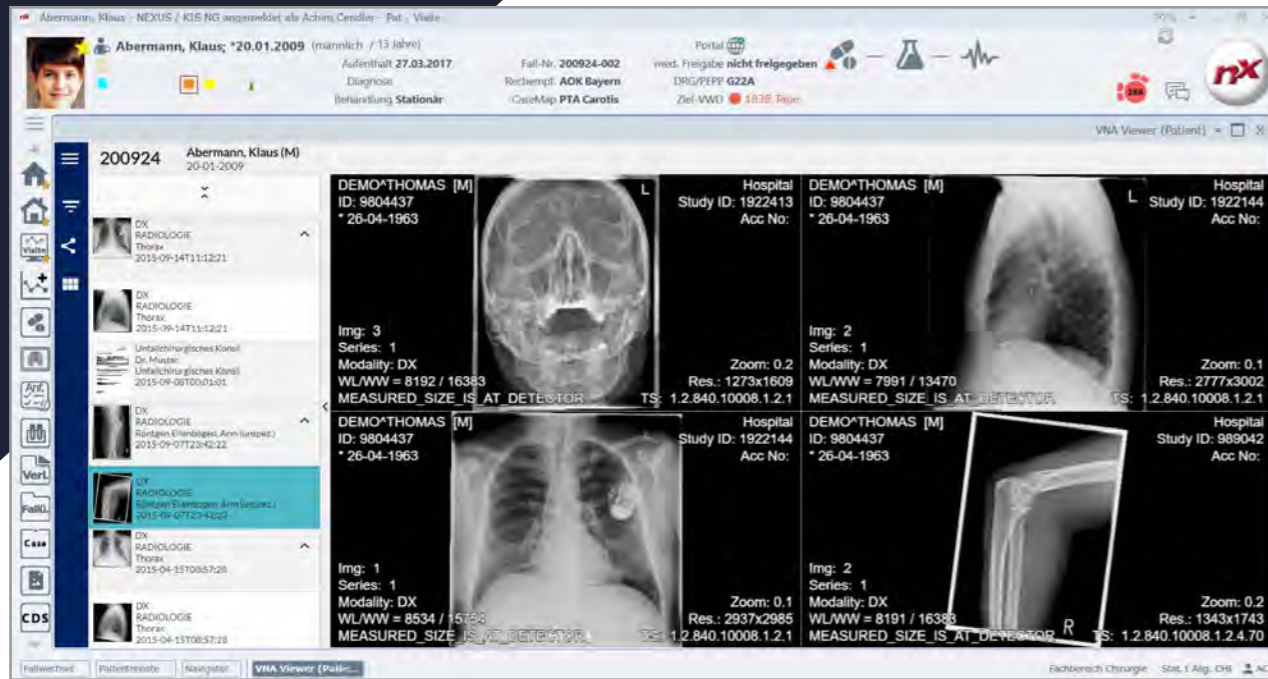 Abermann, Klaus - NEXUS / KIS NG angemeldet als Achim Cendler - Pat - Visite
Abermann, Klaus; *20.01.2009 (männlich / 13 Jahre)
Aufenthalt 27.03.2017
Diagnose
Behandlung Stationär
Fall-Nr. 200924-002
Rechempf. AOK Bayern
CaseMap PTA Carotis
Portal
med. Freigabe nicht freigegeben
DRG/PEPP G22A
Ziel-VWD 1838 Tage
nx
VNA Viewer (Patient)
200924
Abermann, Klaus (M)
20-01-2009
Visite
Verl.
Fallü.
Case
CDS
DX
RADIOLOGIE
Thorax
2015-09-14T11:12:21
DX
RADIOLOGIE
Thorax
2015-09-14T11:12:21
Unfallchirurgisches Konsil
Dr. Muster
Unfallchirurgisches Konsil
2015-09-08T00:01:01
DX
RADIOLOGIE
Röntgen Ellenbogen, Arm (unspez.)
2015-09-07T23:42:22
DX
RADIOLOGIE
Röntgen Ellenbogen, Arm (unspez.)
2015-09-07T23:42:22
DX
RADIOLOGIE
Thorax
2015-04-15T08:57:28
DX
RADIOLOGIE
Thorax
2015-04-15T08:57:28
DEMO^THOMAS [M]
ID: 9804437
* 26-04-1963
L
Hospital
Study ID: 1922413
Acc No:
Img: 3
Series: 1
Modality: DX
WL/WW = 8192 / 16383
MEASURED_SIZE_IS_AT_DETECTOR
Zoom: 0.2
Res.: 1273x1609
TS: 1.2.840.10008.1.2.1
DEMO^THOMAS [M]
ID: 9804437
* 26-04-1963
L
Hospital
Study ID: 1922144
Acc No:
Img: 2
Series: 1
Modality: DX
WL/WW = 7991 / 13470
MEASURED_SIZE_IS_AT_DETECTOR
Zoom: 0.1
Res.: 2777x3002
TS: 1.2.840.10008.1.2.1
DEMO^THOMAS [M]
ID: 9804437
* 26-04-1963
Hospital
Study ID: 1922144
Acc No:
Img: 1
Series: 1
Modality: DX
WL/WW = 8534 / 15754
MEASURED_SIZE_IS_AT_DETECTOR
Zoom: 0.1
Res.: 2937x2985
TS: 1.2.840.10008.1.2.1
DEMO^THOMAS [M]
ID: 9804437
* 26-04-1963
Hospital
Study ID: 989042
Acc No:
Img: 2
Series: 1
Modality: DX
WL/WW = 8191 / 16383
MEASURED_SIZE_IS_AT_DETECTOR
R
Zoom: 0.2
Res.: 1343x1743
TS: 1.2.840.10008.1.2.4.70
Fallwechsel
Patientenliste
Navigator
VNA Viewer (Patie...
Fachbereich Chirurgie
Stat.1 Allg. CHI